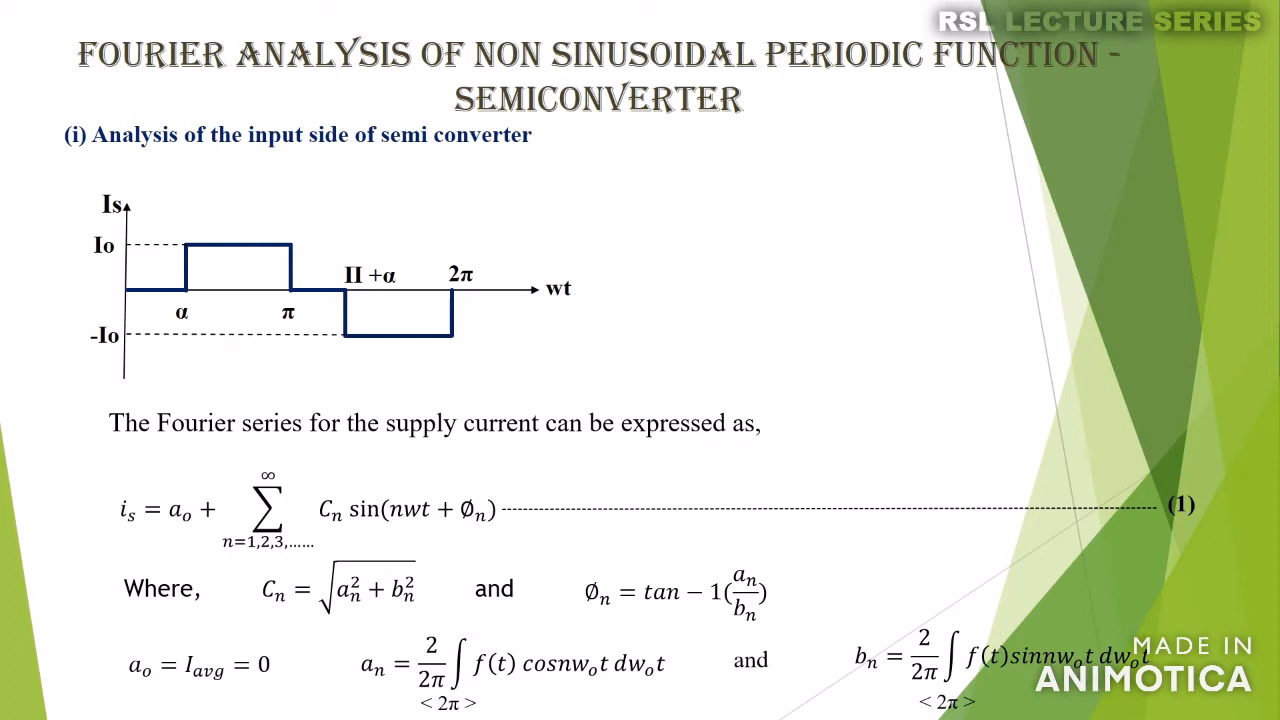 RSL LECTURE SERIES
FOURIER ANALYSIS OF NON SINUSOIDAL PERIODIC FUNCTION -
SEMICONVERTER
(i) Analysis of the input side of semi converter
Is
Io
Π +α 2π
wt
α π
-Io
The Fourier series for the supply current can be expressed as,
i_s = a_o + ∑_{n=1,2,3,......}^{∞} C_n sin(nwt + ∅_n) ---------- (1)
Where, C_n = √(a_n^2 + b_n^2) and ∅_n = tan − 1(a_n/b_n)
a_o = I_avg = 0 a_n = 2/2π ∫_{<2π>} f(t) cosnw_ot dw_ot and b_n = 2/2π ∫_{<2π>} f(t)sinnw_ot dw_ot
MADE IN
ANIMOTICA